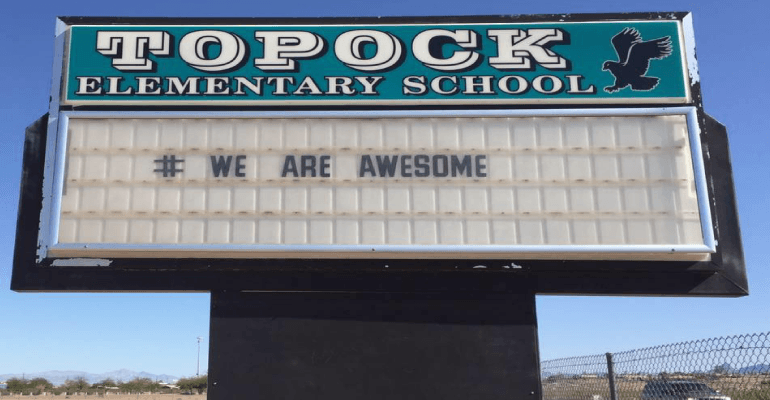 TOPOCK
ELEMENTARY SCHOOL
# WE ARE AWESOME